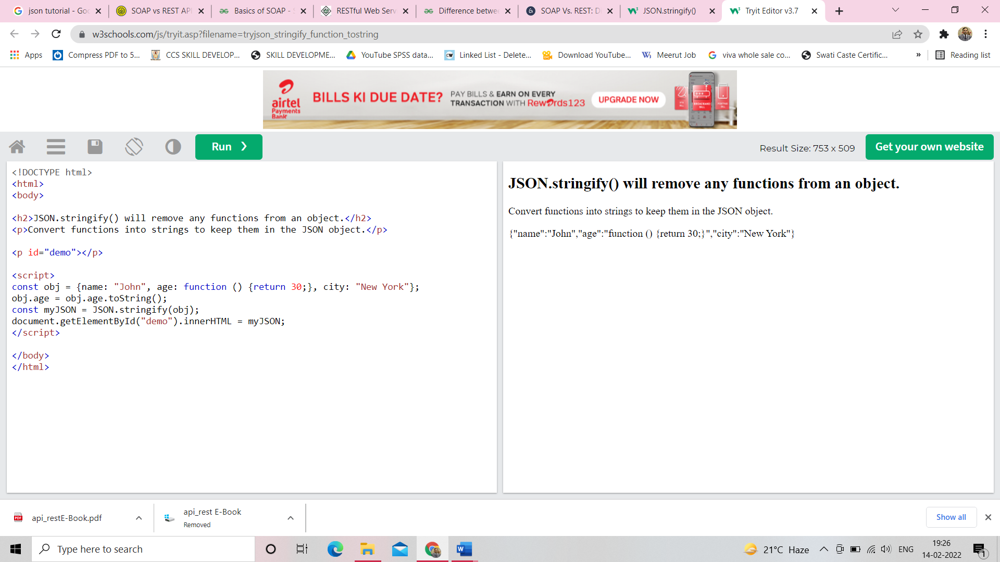 json tutorial - Goo
SOAP vs REST API
Basics of SOAP - S
RESTful Web Serv
Difference betwee
SOAP Vs. REST: D
JSON.stringify()
Tryit Editor v3.7
w3schools.com/js/tryit.asp?filename=tryjson_stringify_function_tostring
Apps
Compress PDF to 5...
CCS SKILL DEVELOP...
SKILL DEVELOPME...
YouTube SPSS data...
Linked List - Delete...
Download YouTube...
Meerut Job
viva whole sale co...
Swati Caste Certific...
»
Reading list
airtel
Payments
Bank
BILLS KI DUE DATE?
PAY BILLS & EARN ON EVERY
TRANSACTION WITH Rewards123
UPGRADE NOW
Run ❯
Result Size: 753 x 509
Get your own website
<!DOCTYPE html>
<html>
<body>
<h2>JSON.stringify() will remove any functions from an object.</h2>
<p>Convert functions into strings to keep them in the JSON object.</p>
<p id="demo"></p>
<script>
const obj = {name: "John", age: function () {return 30;}, city: "New York"};
obj.age = obj.age.toString();
const myJSON = JSON.stringify(obj);
document.getElementById("demo").innerHTML = myJSON;
</script>
</body>
</html>
JSON.stringify() will remove any functions from an object.
Convert functions into strings to keep them in the JSON object.
{"name":"John","age":"function () {return 30;}","city":"New York"}
PDF
api_restE-Book.pdf
api_rest E-Book
Removed
Show all
Type here to search
W
21°C Haze
ENG
19:26
14-02-2022
1